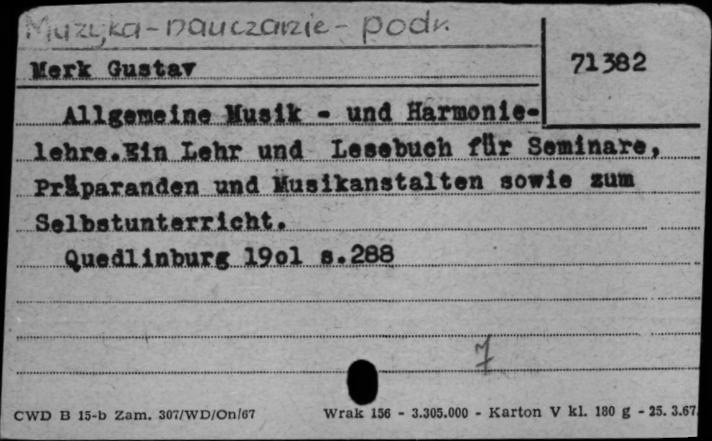 Muzyka - nauczanie - podr.
Merk Gustav
71382
Allgemeine Musik - und Harmonie-
lehre.Ein Lehr und Lesebuch für Seminare,
Präparanden und Musikanstalten sowie zum
Selbstunterricht.
Quedlinburg 19ol s.288
7
CWD B 15-b Zam. 307/WD/On/67 Wrak 156 - 3.305.000 - Karton V kl. 180 g - 25. 3.67